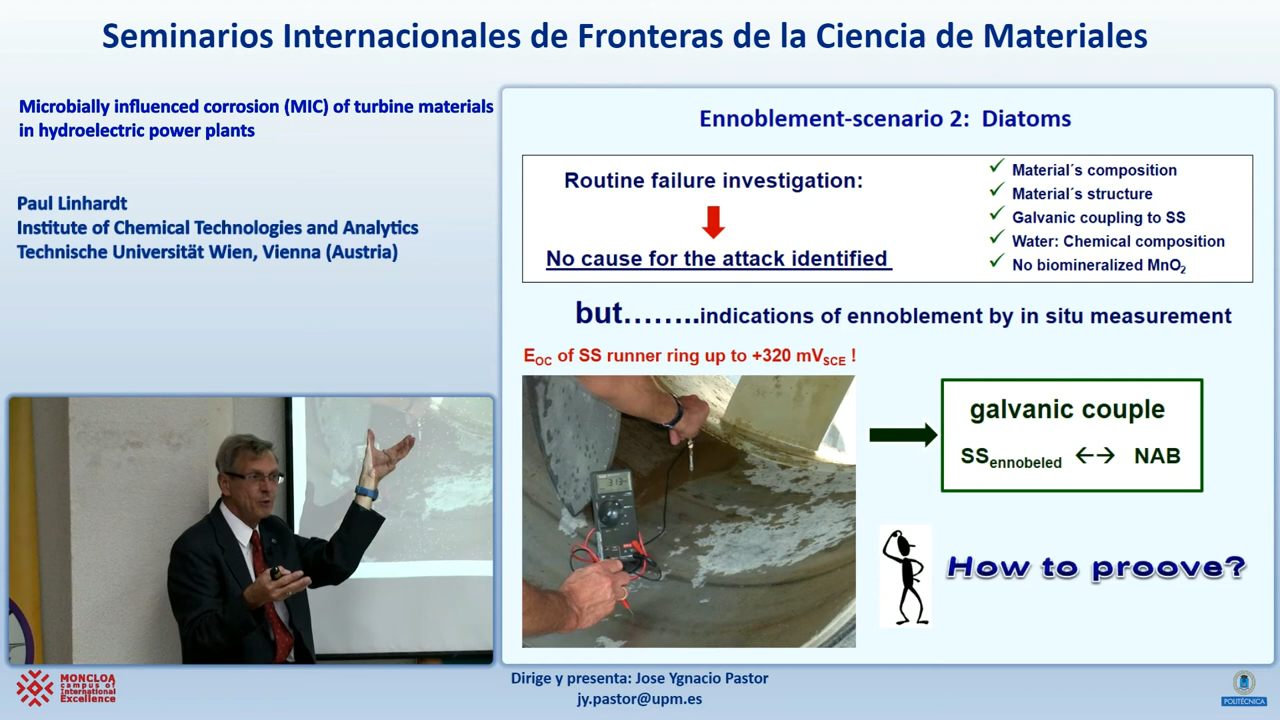 Seminarios Internacionales de Fronteras de la Ciencia de Materiales
Microbially influenced corrosion (MIC) of turbine materials
in hydroelectric power plants
Paul Linhardt
Institute of Chemical Technologies and Analytics
Technische Universität Wien, Vienna (Austria)
Ennoblement-scenario 2: Diatoms
Routine failure investigation:
No cause for the attack identified
✓ Material´s composition
✓ Material´s structure
✓ Galvanic coupling to SS
✓ Water: Chemical composition
✓ No biomineralized MnO2
but……..indications of ennoblement by in situ measurement
EOC of SS runner ring up to +320 mVSCE !
313
galvanic couple
SSennobeled ←→ NAB
How to proove?
MONCLOA
campus of
International
Excellence
Dirige y presenta: Jose Ygnacio Pastor
jy.pastor@upm.es
POLITÉCNICA